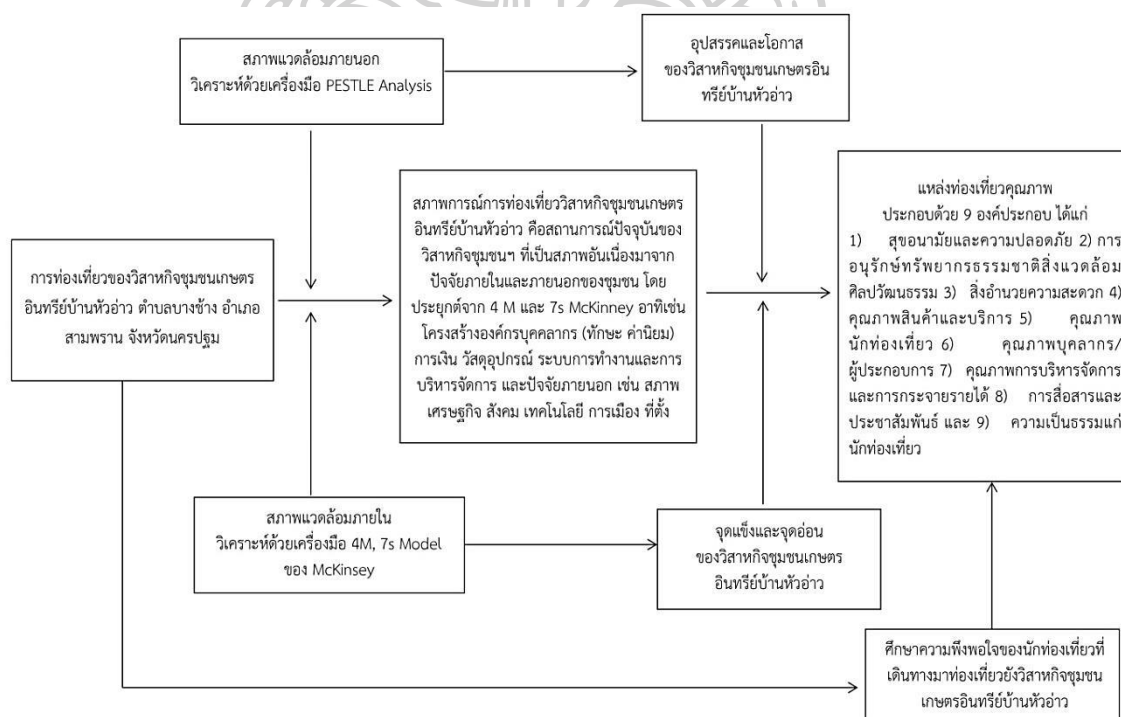 สภาพแวดล้อมภายนอก
วิเคราะห์ด้วยเครื่องมือ PESTLE Analysis
อุปสรรคและโอกาส
ของวิสาหกิจชุมชนเกษตรอิน
ทรีย์บ้านหัวอ่าว
การท่องเที่ยวของวิสาหกิจชุมชนเกษตร
อินทรีย์บ้านหัวอ่าว ตำบลบางช้าง อำเภอ
สามพราน จังหวัดนครปฐม
สภาพการณ์การท่องเที่ยววิสาหกิจชุมชนเกษตร
อินทรีย์บ้านหัวอ่าว คือสถานการณ์ปัจจุบันของ
วิสาหกิจชุมชนฯ ที่เป็นสภาพอันเนื่องมาจาก
ปัจจัยภายในและภายนอกของชุมชน โดย
ประยุกต์จาก 4 M และ 7s McKinney อาทิเช่น
โครงสร้างองค์กรบุคคลากร (ทักษะ ค่านิยม)
การเงิน วัสดุอุปกรณ์ ระบบการทำงานและการ
บริหารจัดการ และปัจจัยภายนอก เช่น สภาพ
เศรษฐกิจ สังคม เทคโนโลยี การเมือง ที่ตั้ง
แหล่งท่องเที่ยวคุณภาพ
ประกอบด้วย 9 องค์ประกอบ ได้แก่
1) สุขอนามัยและความปลอดภัย 2) การ
อนุรักษ์ทรัพยากรธรรมชาติสิ่งแวดล้อม
ศิลปวัฒนธรรม 3) สิ่งอำนวยความสะดวก 4)
คุณภาพสินค้าและบริการ 5) คุณภาพ
นักท่องเที่ยว 6) คุณภาพบุคลากร/
ผู้ประกอบการ 7) คุณภาพการบริหารจัดการ
และการกระจายรายได้ 8) การสื่อสารและ
ประชาสัมพันธ์ และ 9) ความเป็นธรรมแก่
นักท่องเที่ยว
สภาพแวดล้อมภายใน
วิเคราะห์ด้วยเครื่องมือ 4M, 7s Model
ของ McKinsey
จุดแข็งและจุดอ่อน
ของวิสาหกิจชุมชนเกษตร
อินทรีย์บ้านหัวอ่าว
ศึกษาความพึงพอใจของนักท่องเที่ยวที่
เดินทางมาท่องเที่ยวยังวิสาหกิจชุมชน
เกษตรอินทรีย์บ้านหัวอ่าว